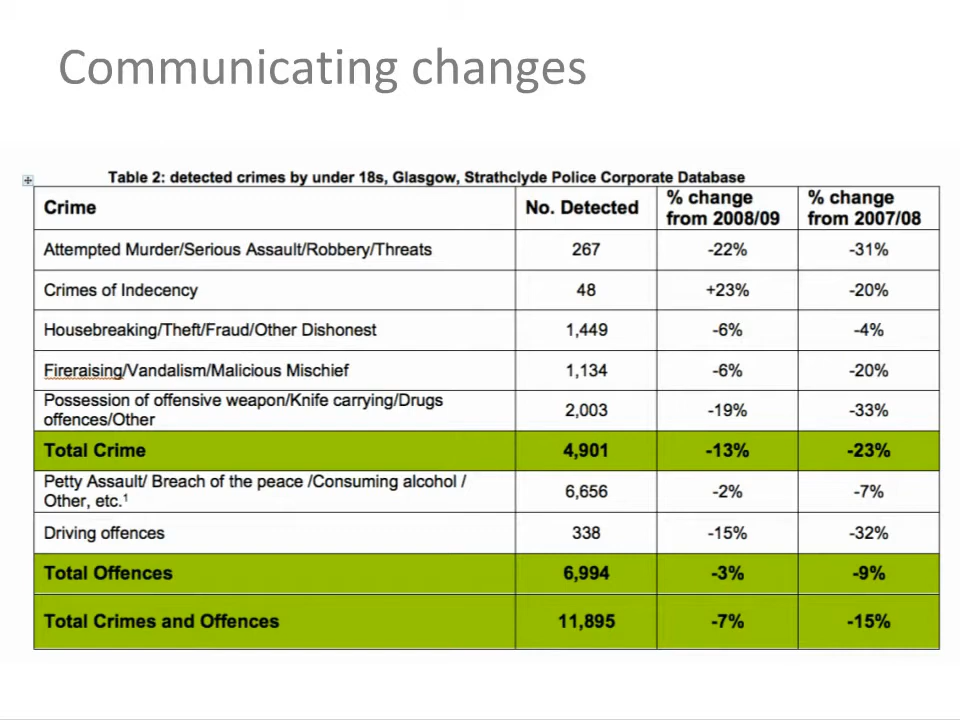 Communicating changes
Table 2: detected crimes by under 18s, Glasgow, Strathclyde Police Corporate Database
Crime No. Detected % change from 2008/09 % change from 2007/08
Attempted Murder/Serious Assault/Robbery/Threats 267 -22% -31%
Crimes of Indecency 48 +23% -20%
Housebreaking/Theft/Fraud/Other Dishonest 1,449 -6% -4%
Fireraising/Vandalism/Malicious Mischief 1,134 -6% -20%
Possession of offensive weapon/Knife carrying/Drugs offences/Other 2,003 -19% -33%
Total Crime 4,901 -13% -23%
Petty Assault/ Breach of the peace /Consuming alcohol / Other, etc.¹ 6,656 -2% -7%
Driving offences 338 -15% -32%
Total Offences 6,994 -3% -9%
Total Crimes and Offences 11,895 -7% -15%